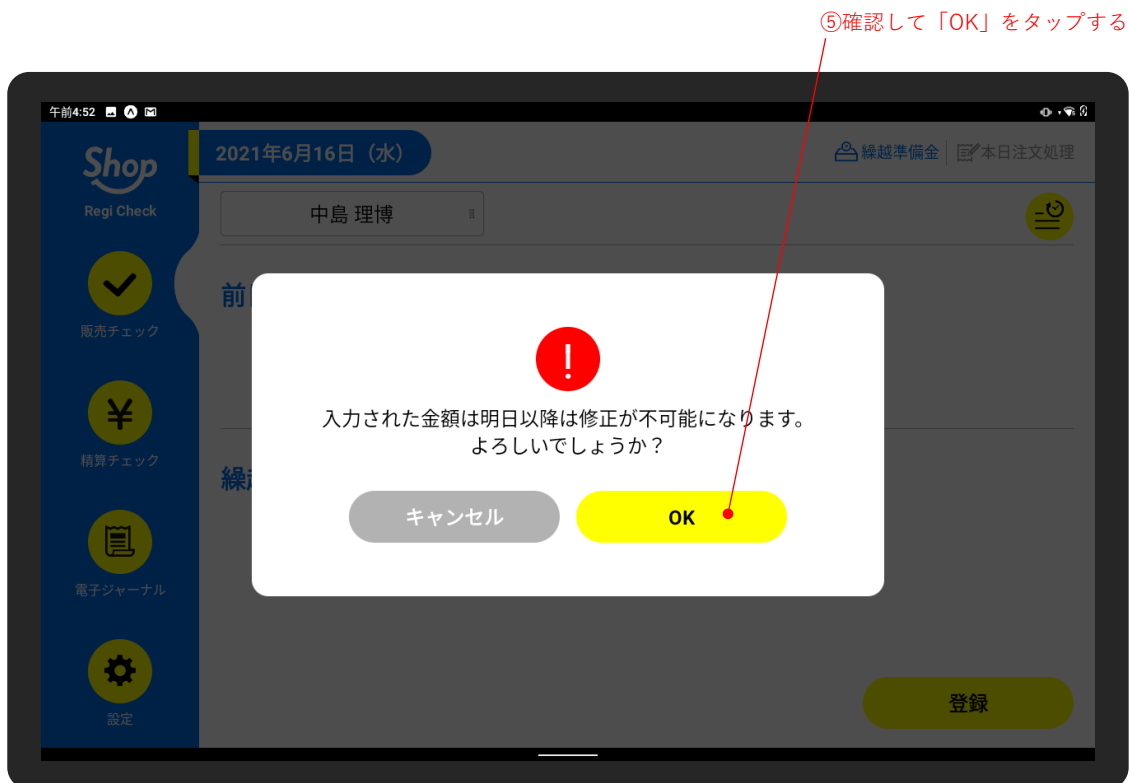 ⑤確認して「OK」をタップする
午前4:52
Shop
Regi Check
2021年6月16日（水）
繰越準備金
本日注文処理
中島 理博
販売チェック
前
入力された金額は明日以降は修正が不可能になります。
よろしいでしょうか？
精算チェック
キャンセル
OK
電子ジャーナル
設定
登録